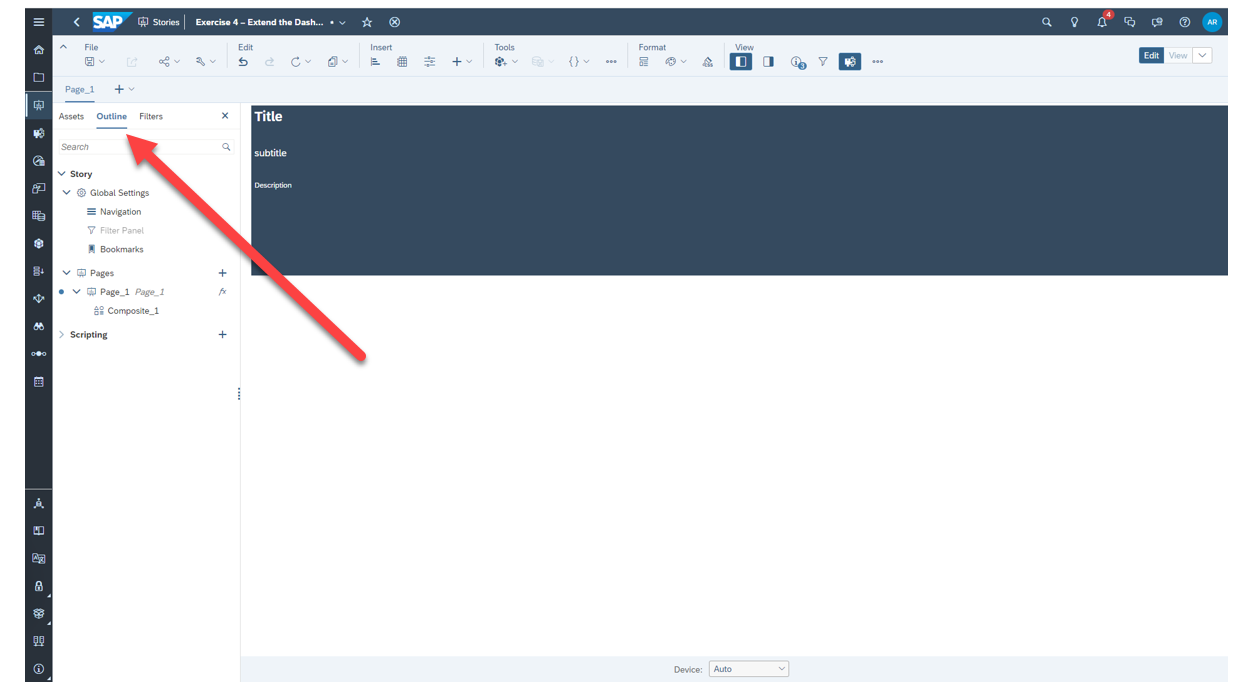 SAP Stories Exercise 4 – Extend the Dash... • 4 AR
File Edit Insert Tools Format View
3 Edit View
Page_1
Assets Outline Filters
Search
Title
subtitle
Story
Description
Global Settings
Navigation
Filter Panel
Bookmarks
Pages
Page_1 Page_1 fx
Composite_1
Scripting
Device: Auto